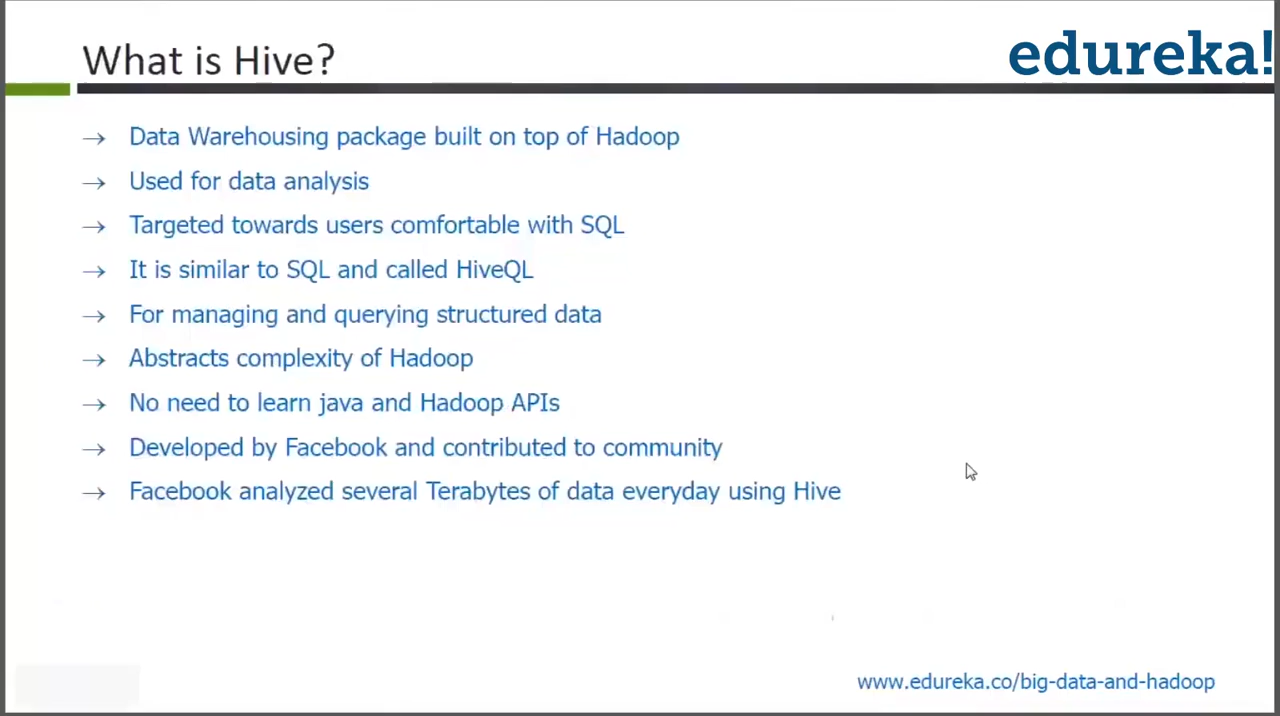 What is Hive?
edureka!
→ Data Warehousing package built on top of Hadoop
→ Used for data analysis
→ Targeted towards users comfortable with SQL
→ It is similar to SQL and called HiveQL
→ For managing and querying structured data
→ Abstracts complexity of Hadoop
→ No need to learn java and Hadoop APIs
→ Developed by Facebook and contributed to community
→ Facebook analyzed several Terabytes of data everyday using Hive
www.edureka.co/big-data-and-hadoop